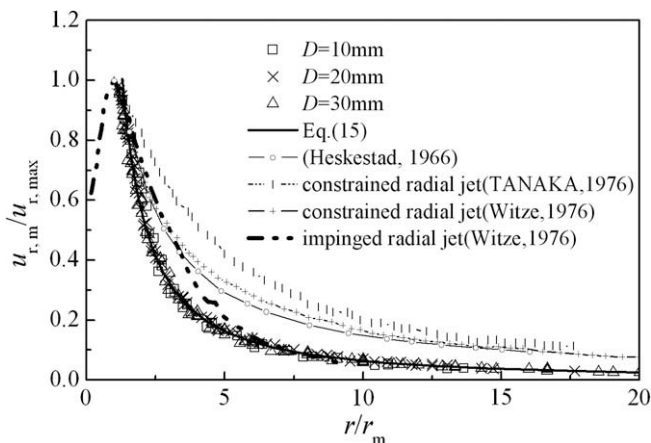 1.2
1.0
0.8
0.6
0.4
0.2
0.0
u_{r, m}/u_{r, max}
D=10mm
D=20mm
D=30mm
Eq.(15)
(Heskestad, 1966)
constrained radial jet(TANAKA,1976)
constrained radial jet(Witze,1976)
impinged radial jet(Witze,1976)
0 5 10 15 20
r/r_m